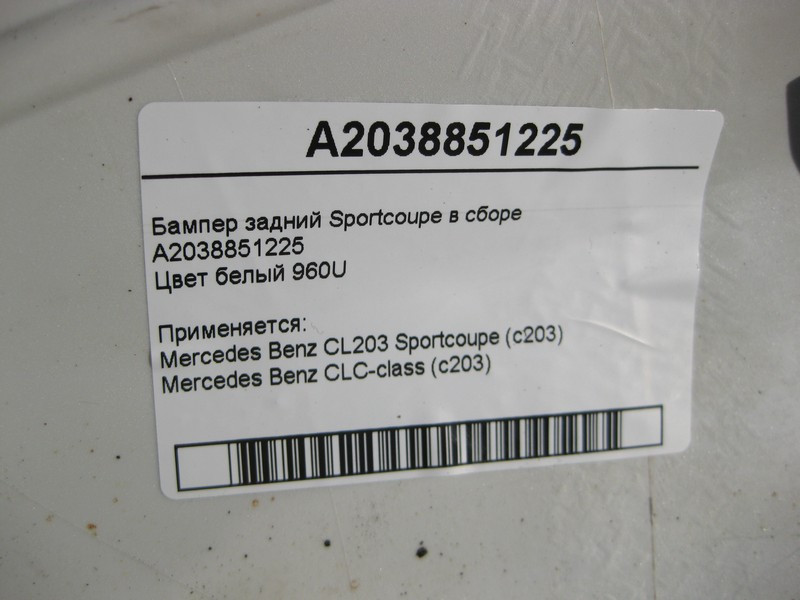 A2038851225
Бампер задний Sportcoupe в сборе
A2038851225
Цвет белый 960U
Применяется:
Mercedes Benz CL203 Sportcoupe (c203)
Mercedes Benz CLC-class (c203)